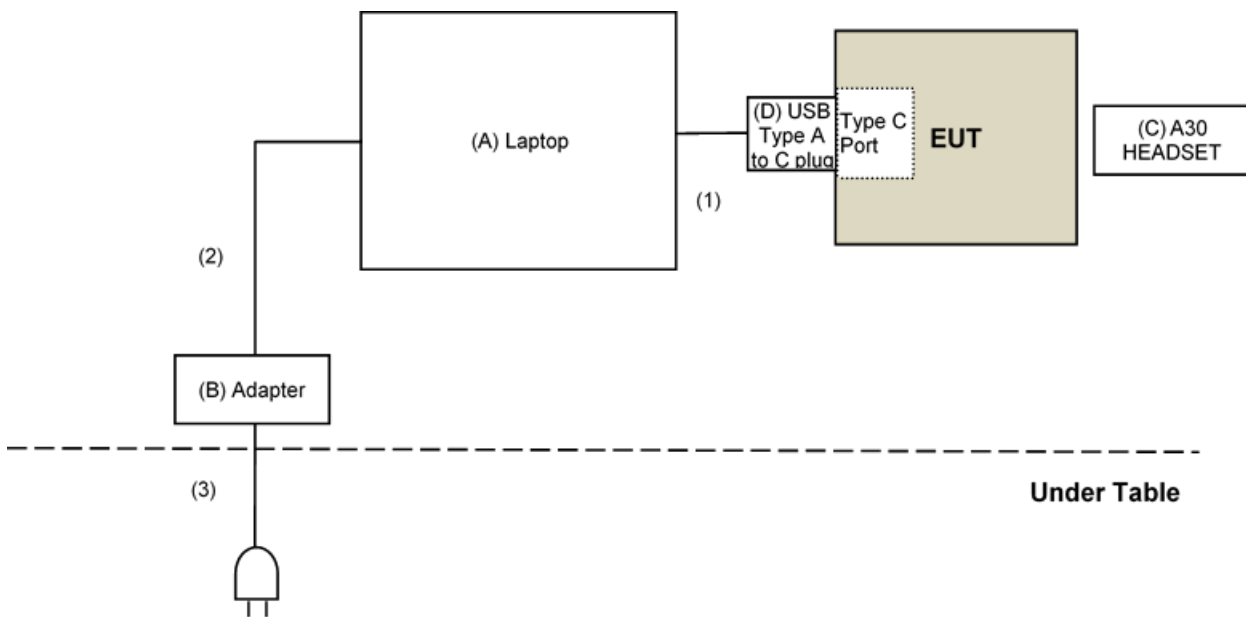 (A) Laptop
(D) USB
Type A
to C plug
Type C
Port
EUT
(C) A30
HEADSET
(1)
(2)
(B) Adapter
(3)
Under Table